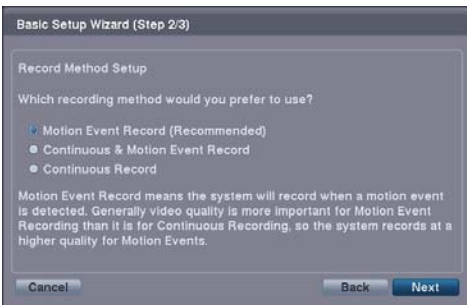 Basic Setup Wizard (Step 2/3)
Record Method Setup
Which recording method would you prefer to use?
Motion Event Record (Recommended)
Continuous & Motion Event Record
Continuous Record
Motion Event Record means the system will record when a motion event
is detected. Generally video quality is more important for Motion Event
Recording than it is for Continuous Recording, so the system records at a
higher quality for Motion Events.
Cancel
Back
Next